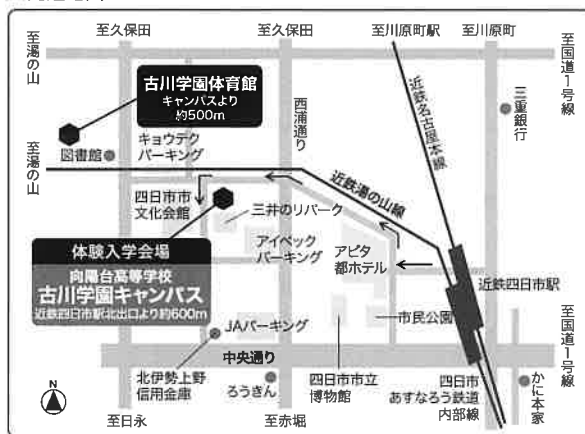 至久保田
至久保田
至川原町駅
至川原町
至湯の山
至国道1号線
古川学園体育館
キャンパスより
約500m
西浦通り
近鉄名古屋本線
三重銀行
図書館
キョウテク
パーキング
至湯の山
近鉄湯の山線
四日市市
文化会館
三井のリパーク
体験入学会場
向陽台高等学校
古川学園キャンパス
近鉄四日市駅北出口より約600m
アイペック
パーキング
アピタ
都ホテル
近鉄四日市駅
JAパーキング
市民公園
至国道1号線
中央通り
北伊勢上野
信用金庫
ろうきん
四日市市立
博物館
四日市
あすなろう鉄道
内部線
かに本家
N
至日永
至赤堀